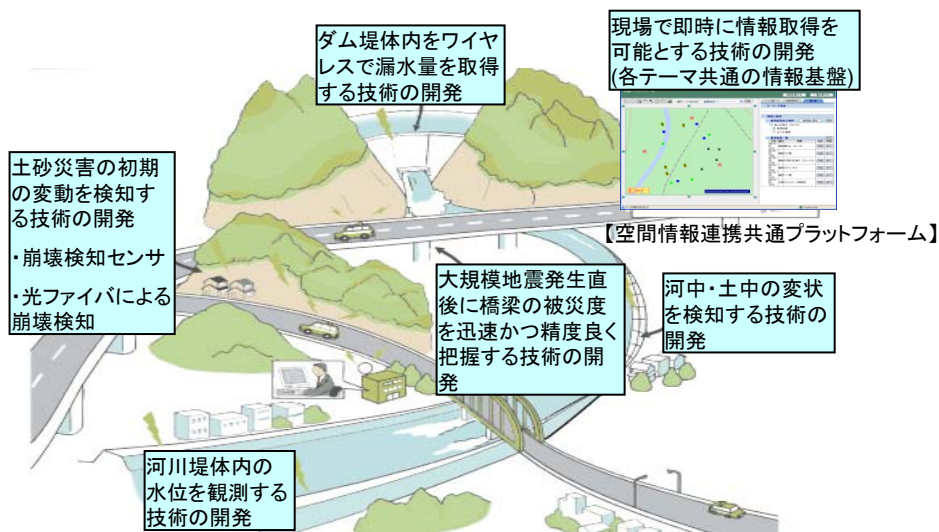 ダム堤体内をワイヤ
レスで漏水量を取得
する技術の開発
現場で即時に情報取得を
可能とする技術の開発
(各テーマ共通の情報基盤)
【空間情報連携共通プラットフォーム】
土砂災害の初期
の変動を検知す
る技術の開発
・崩壊検知センサ
・光ファイバによる
崩壊検知
大規模地震発生直
後に橋梁の被災度
を迅速かつ精度良く
把握する技術の開
発
河中・土中の変状
を検知する技術の
開発
河川堤体内の
水位を観測する
技術の開発